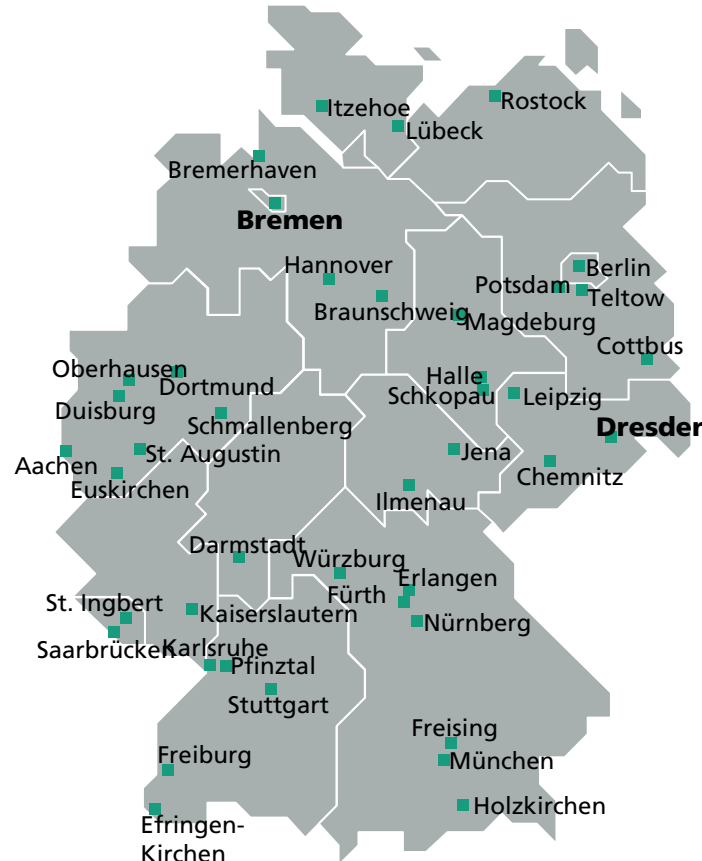 Itzehoe
Rostock
Lübeck
Bremerhaven
Bremen
Hannover
Berlin
Potsdam
Teltow
Braunschweig
Magdeburg
Cottbus
Oberhausen
Dortmund
Halle
Duisburg
Schkopau
Leipzig
Schmallenberg
Dresder
Aachen
St. Augustin
Jena
Chemnitz
Euskirchen
Ilmenau
Darmstadt
Würzburg
Erlangen
St. Ingbert
Fürth
Kaiserslautern
Nürnberg
Saarbrücken
Karlsruhe
Pfinztal
Stuttgart
Freising
Freiburg
München
Holzkirchen
Efringen-
Kirchen